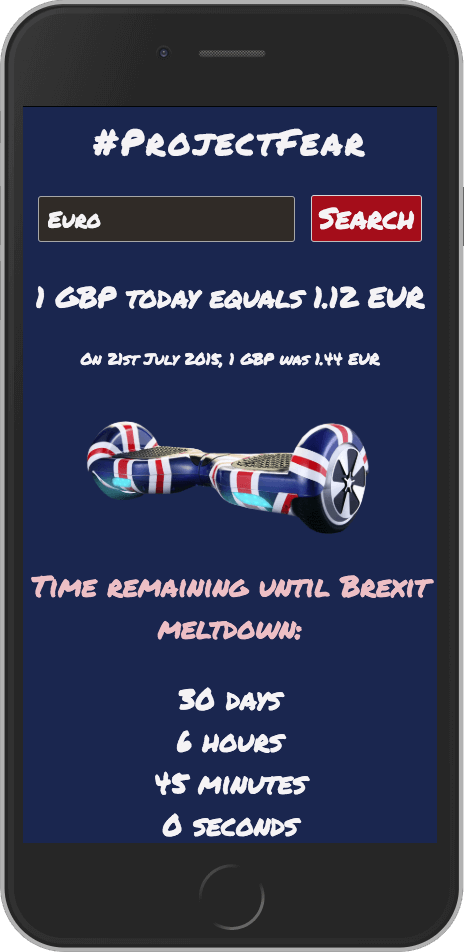 #ProjectFear
Euro
Search
1 GBP today equals 1.12 EUR
On 21st July 2015, 1 GBP was 1.44 EUR
Time remaining until Brexit
meltdown:
30 days
6 hours
45 minutes
0 seconds